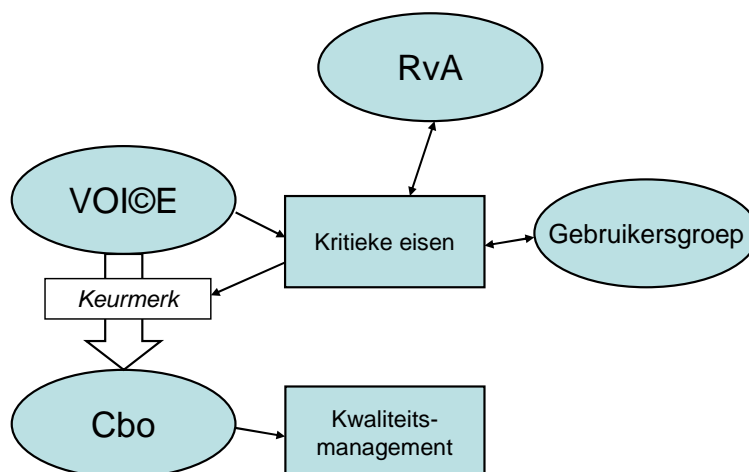 RvA
VOI©E
Kritieke eisen
Gebruikersgroep
Keurmerk
Cbo
Kwaliteits-
management